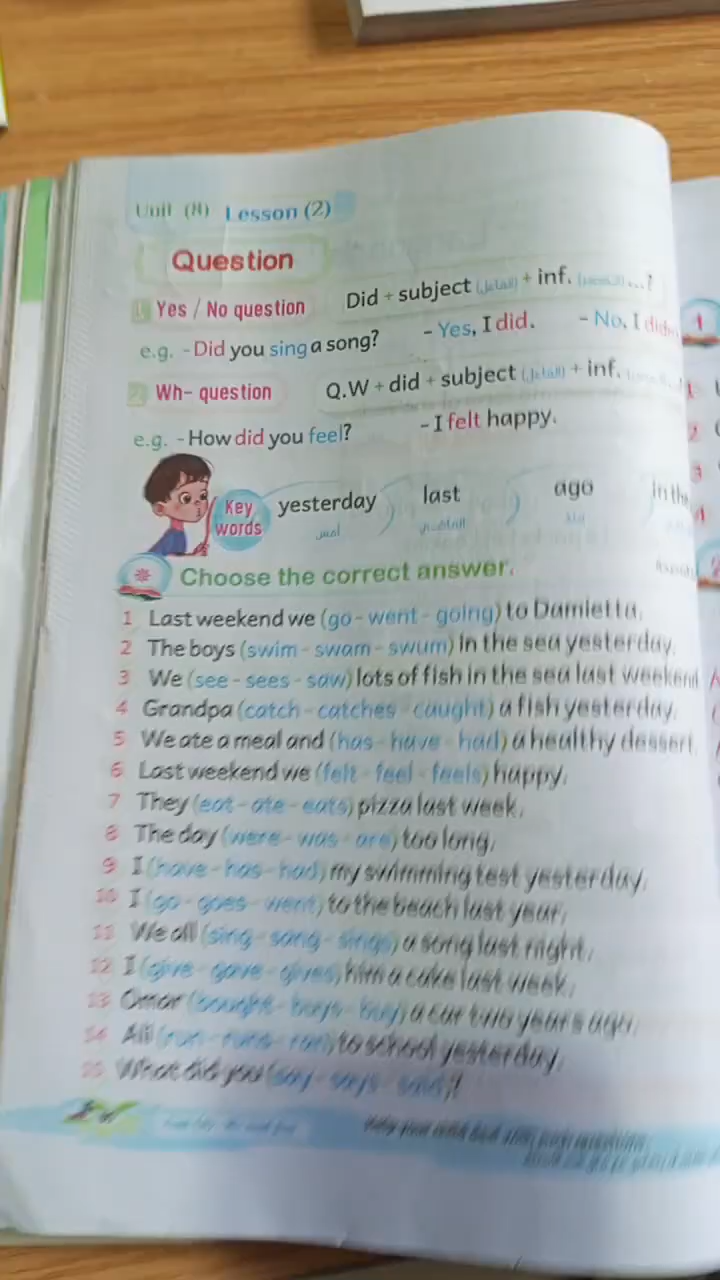 Unit (8) Lesson (2)
Question
1 Yes / No question Did + subject (الفاعل) + inf. ...?
e.g. - Did you sing a song? - Yes, I did. - No, I
2 Wh- question Q.W + did + subject (الفاعل) + inf.
e.g. - How did you feel? - I felt happy.
Key words yesterday last ago in the
امس
Choose the correct answer.
1 Last weekend we (go - went - going) to Damietta.
2 The boys (swim - swam - swum) in the sea yesterday.
3 We (see - sees - saw) lots of fish in the sea last weekend
4 Grandpa (catch - catches - caught) a fish yesterday.
5 We ate a meal and (has - have - had) a healthy dessert.
6 Last weekend we (felt - feel - feels) happy.
7 They (eat - ate - eats) pizza last week.
8 The day (were - was - are) too long.
9 I (have - has - had) my swimming test yesterday.
10 I (go - goes - went) to the beach last year.
11 We all (sing - sang - sings) a song last night.
12 I (give - gave - gives) him a cake last week.
13 Omar (bought - buys - buy) a car two years ago.
14 Ali (run - runs - ran) to school yesterday.
15 What did you (say - says - said)?